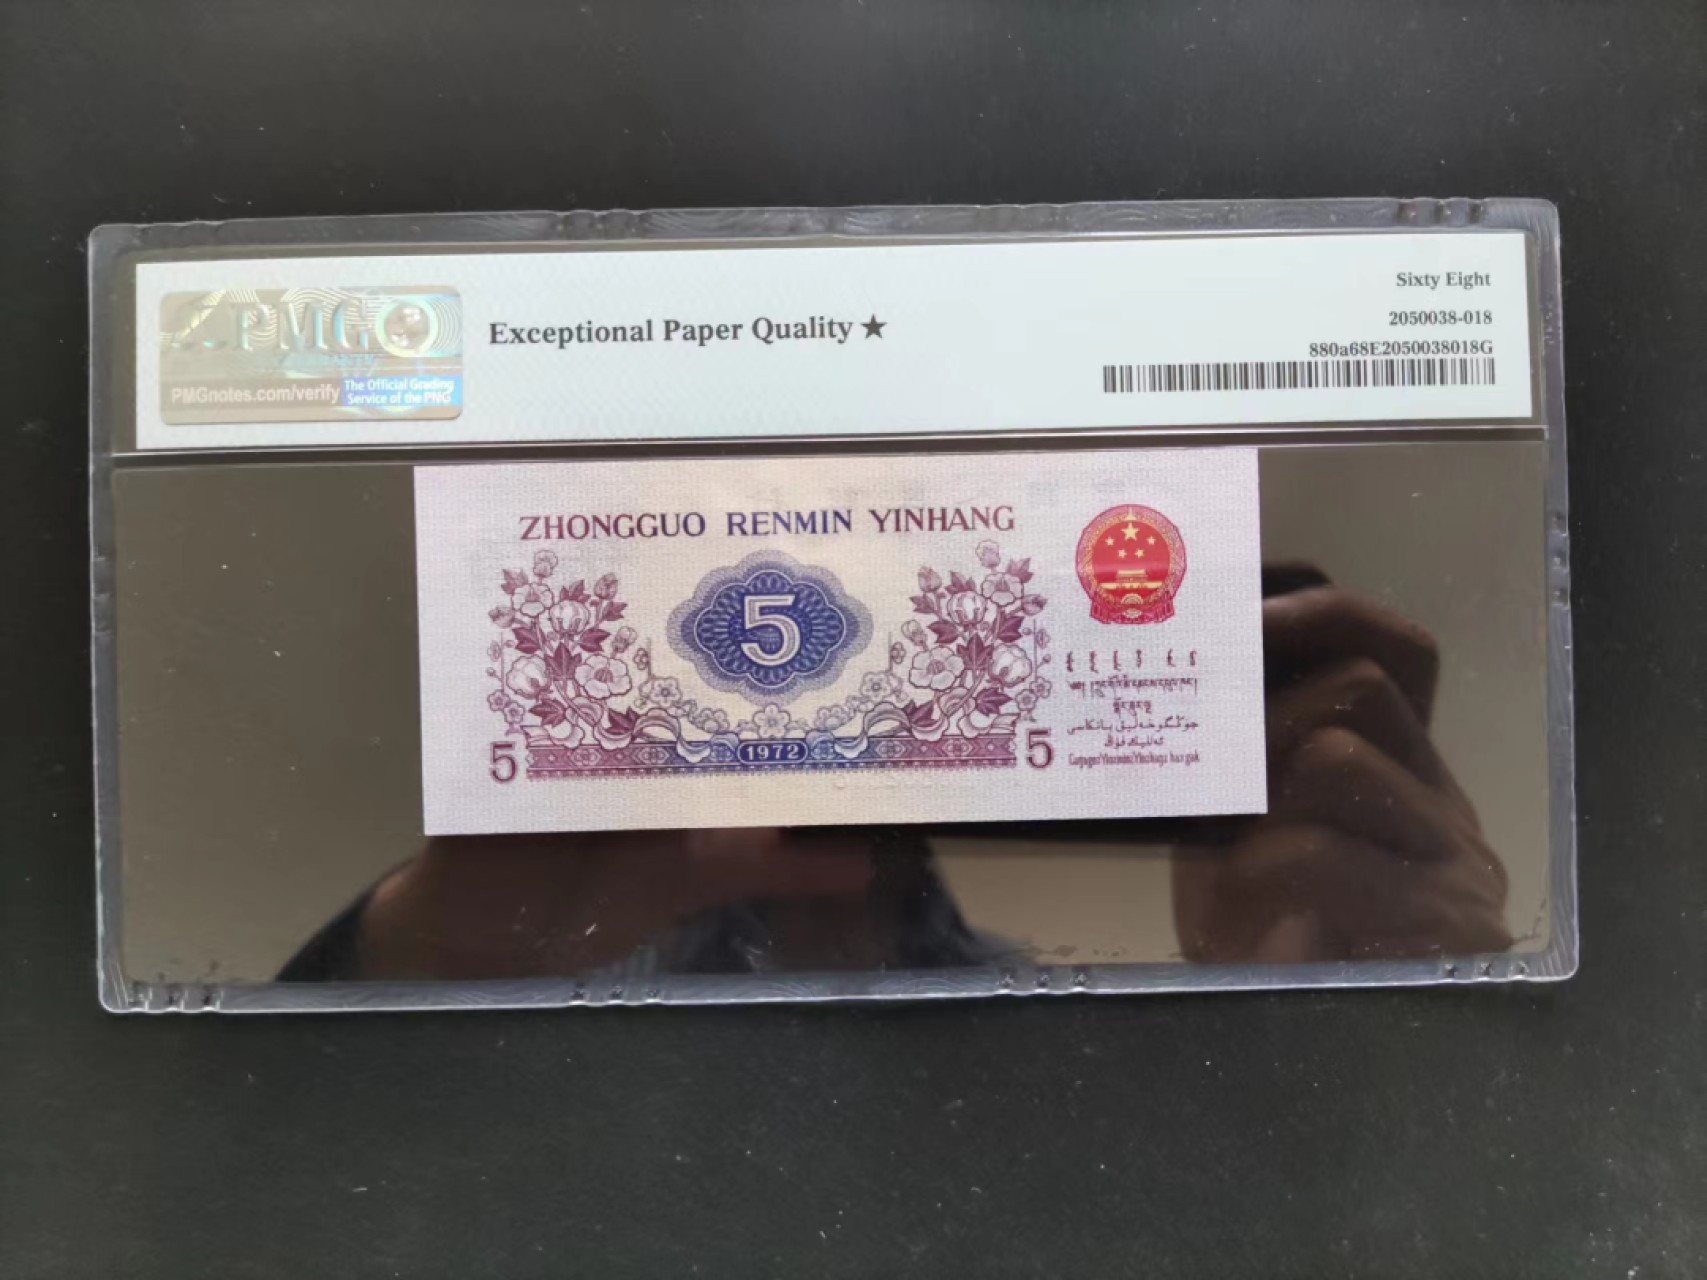 PMG
PMGnotes.com/verify
The Official Grading
Service of the PNG
Exceptional Paper Quality ★
Sixty Eight
2050038-018
880a68E2050038018G
ZHONGGUO RENMIN YINHANG
5
1972
5
5